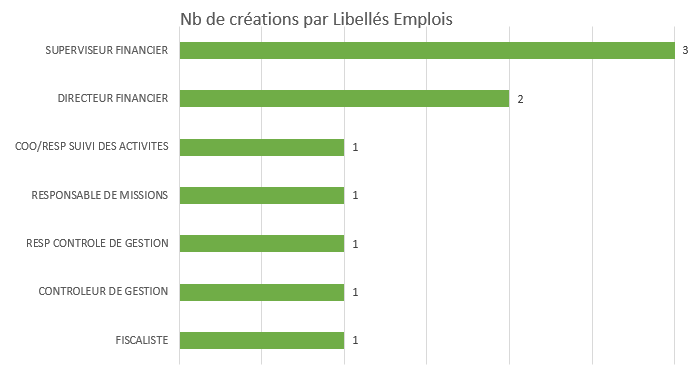 Nb de créations par Libellés Emplois
SUPERVISEUR FINANCIER 3
DIRECTEUR FINANCIER 2
COO/RESP SUIVI DES ACTIVITES 1
RESPONSABLE DE MISSIONS 1
RESP CONTROLE DE GESTION 1
CONTROLEUR DE GESTION 1
FISCALISTE 1